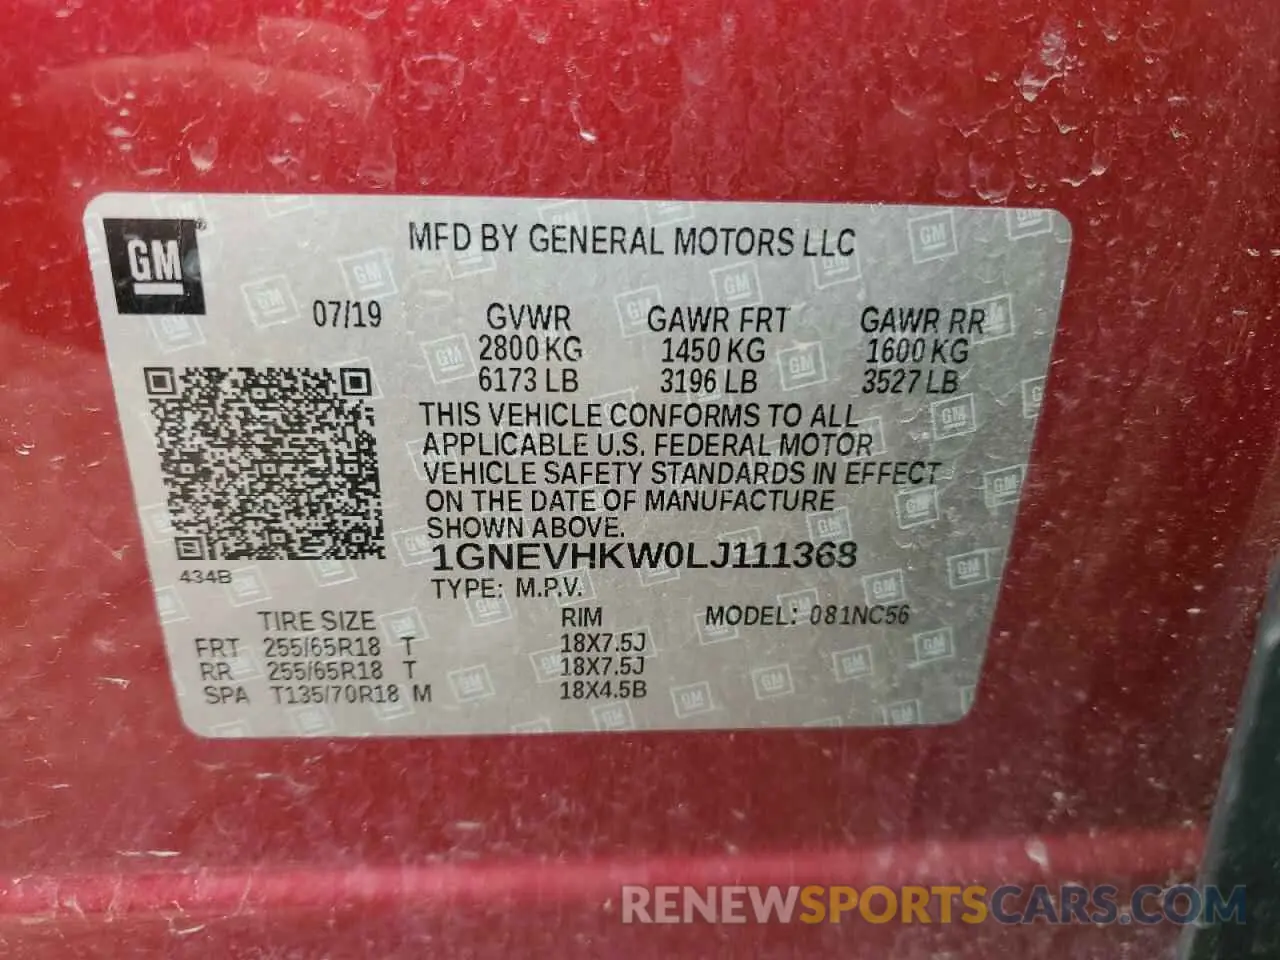 GM
MFD BY GENERAL MOTORS LLC
07/19
GVWR GAWR FRT GAWR RR
2800 KG 1450 KG 1600 KG
6173 LB 3196 LB 3527 LB
THIS VEHICLE CONFORMS TO ALL
APPLICABLE U.S. FEDERAL MOTOR
VEHICLE SAFETY STANDARDS IN EFFECT
ON THE DATE OF MANUFACTURE
SHOWN ABOVE.
1GNEVHKW0LJ111368
434B
TYPE: M.P.V.
TIRE SIZE RIM MODEL: 081NC56
FRT 255/65R18 T 18X7.5J
RR 255/65R18 T 18X7.5J
SPA T135/70R18 M 18X4.5B
RENEWSPORTSCARS.COM